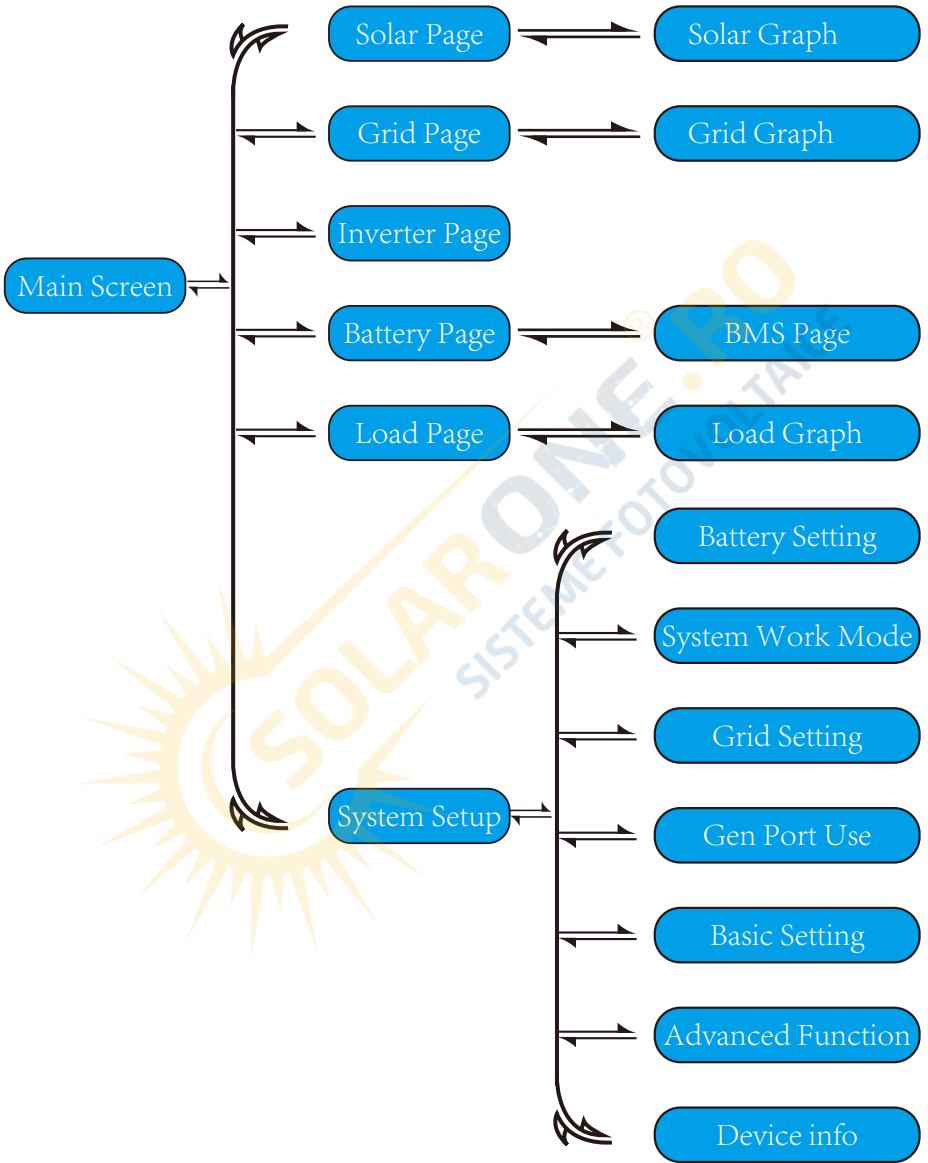 Solar Page
Solar Graph
Grid Page
Grid Graph
Inverter Page
Main Screen
Battery Page
BMS Page
Load Page
Load Graph
Battery Setting
System Work Mode
Grid Setting
System Setup
Gen Port Use
Basic Setting
Advanced Function
Device info
SOLARONE®.RO
SISTEME FOTOVOLTAICE